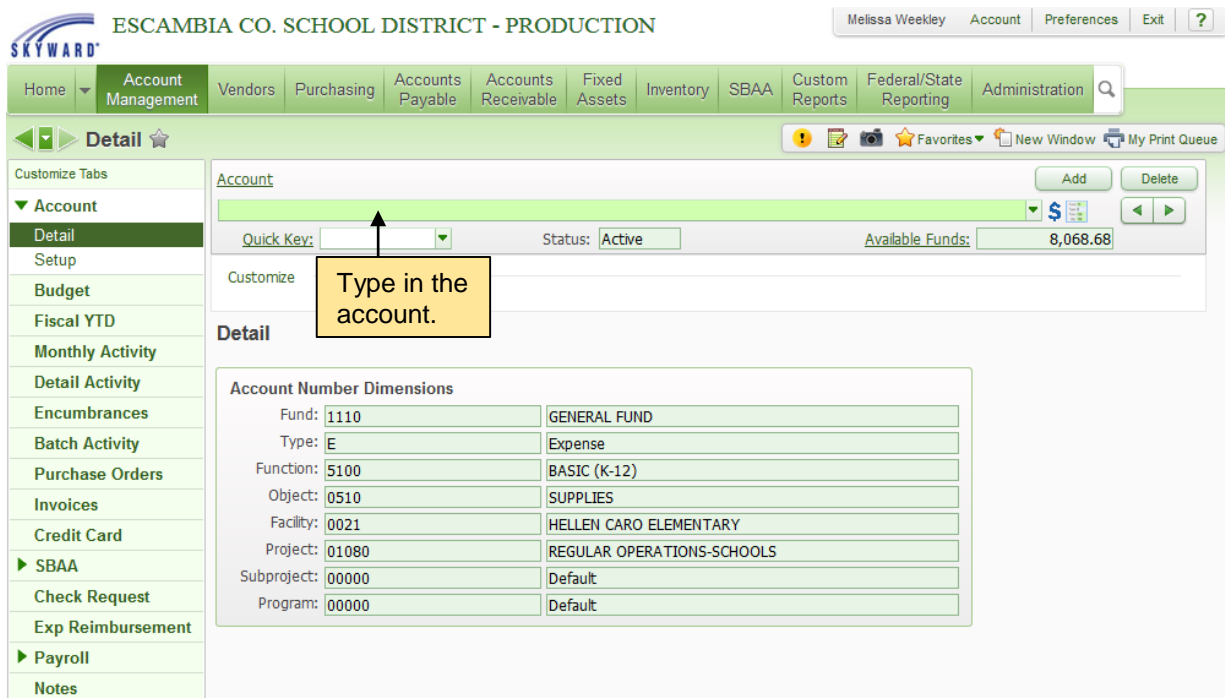 SKYWARD
ESCAMBIA CO. SCHOOL DISTRICT - PRODUCTION
Melissa Weekley Account Preferences Exit ?
Home Account Management Vendors Purchasing Accounts Payable Accounts Receivable Fixed Assets Inventory SBAA Custom Reports Federal/State Reporting Administration
Detail
Favorites New Window My Print Queue
Customize Tabs
Account
Detail
Setup
Budget
Fiscal YTD
Monthly Activity
Detail Activity
Encumbrances
Batch Activity
Purchase Orders
Invoices
Credit Card
SBAA
Check Request
Exp Reimbursement
Payroll
Notes
Account Add Delete
Quick Key: Status: Active Available Funds: 8,068.68
Customize
Type in the
account.
Detail
Account Number Dimensions
Fund: 1110 GENERAL FUND
Type: E Expense
Function: 5100 BASIC (K-12)
Object: 0510 SUPPLIES
Facility: 0021 HELLEN CARO ELEMENTARY
Project: 01080 REGULAR OPERATIONS-SCHOOLS
Subproject: 00000 Default
Program: 00000 Default